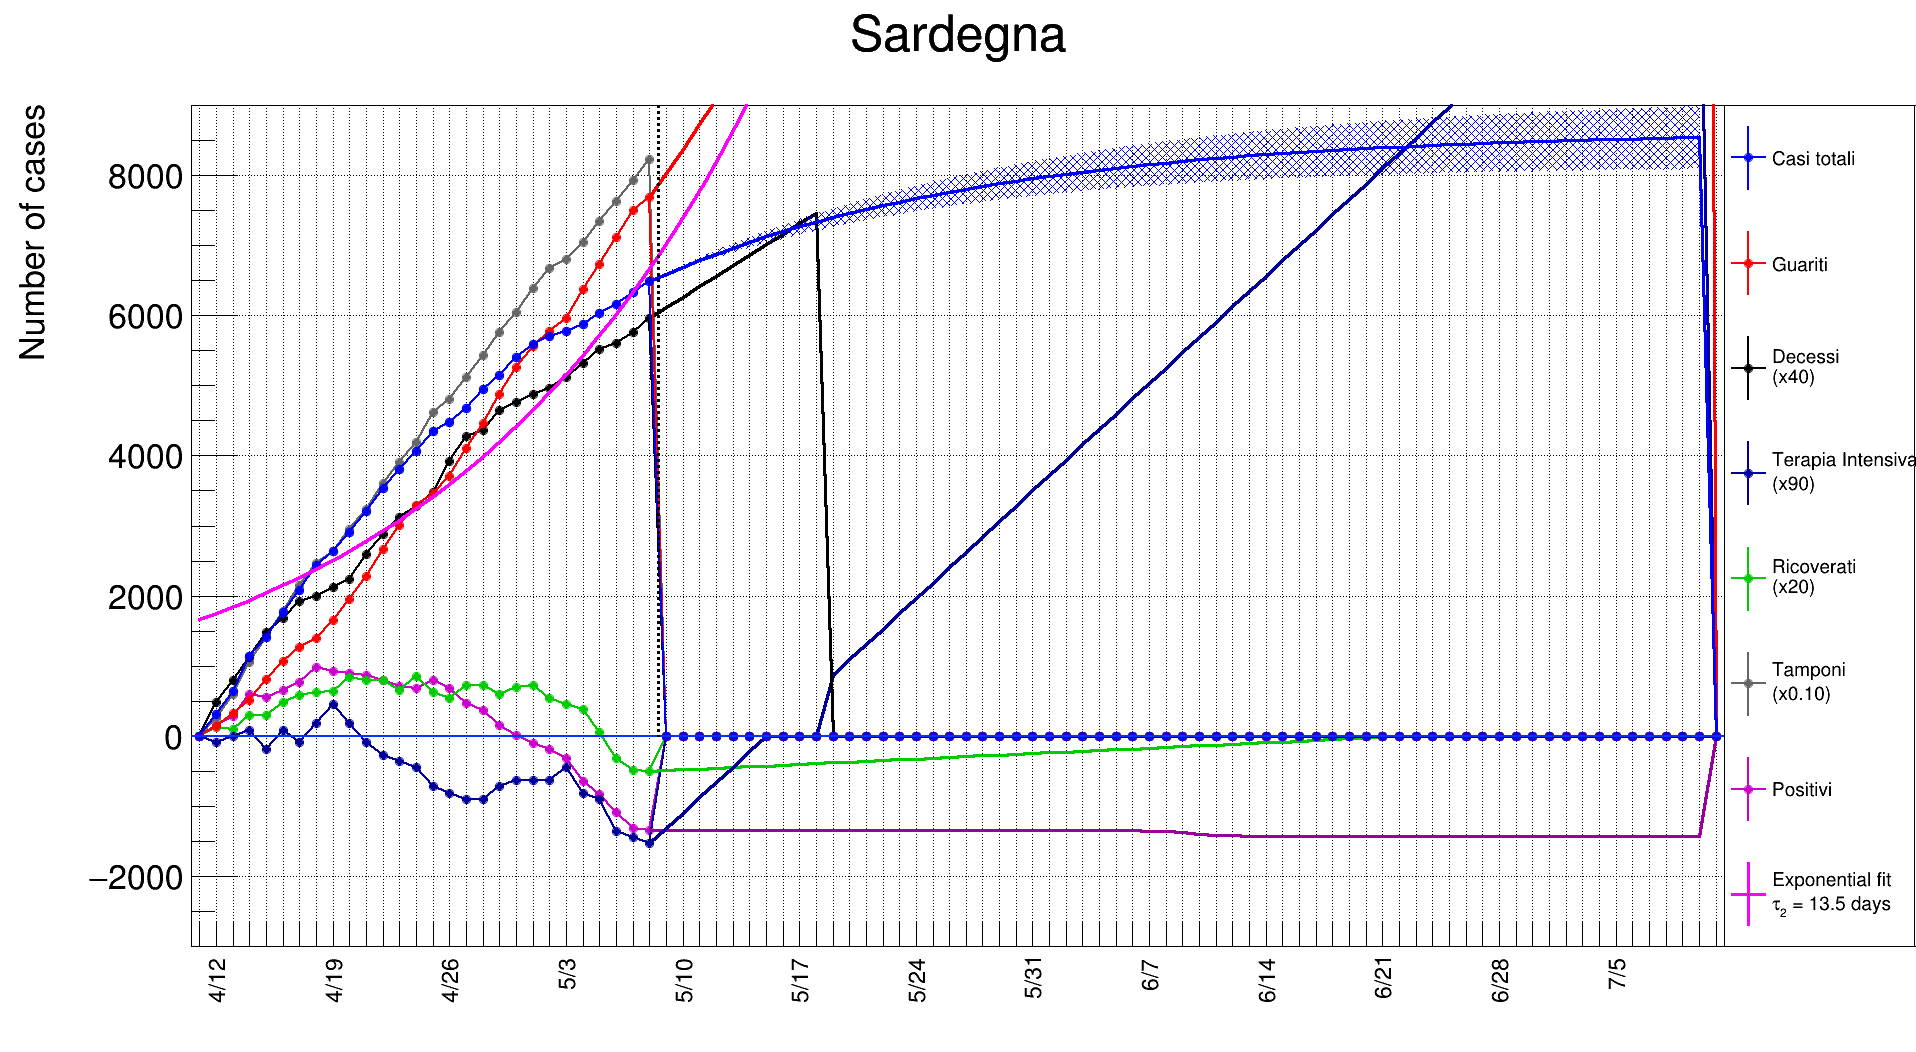 Sardegna
Number of cases
8000
6000
4000
2000
0
−2000
4/12
4/19
4/26
5/3
5/10
5/17
5/24
5/31
6/7
6/14
6/21
6/28
7/5
Casi totali
Guariti
Decessi
(x40)
Terapia Intensiva
(x90)
Ricoverati
(x20)
Tamponi
(x0.10)
Positivi
Exponential fit
τ2 = 13.5 days